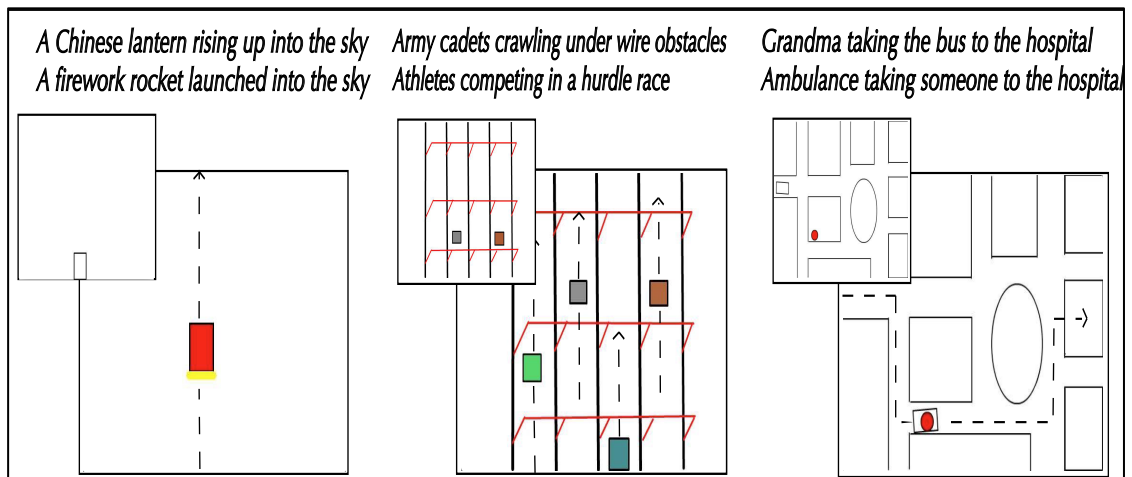 A Chinese lantern rising up into the sky
A firework rocket launched into the sky
Army cadets crawling under wire obstacles
Athletes competing in a hurdle race
Grandma taking the bus to the hospital
Ambulance taking someone to the hospital